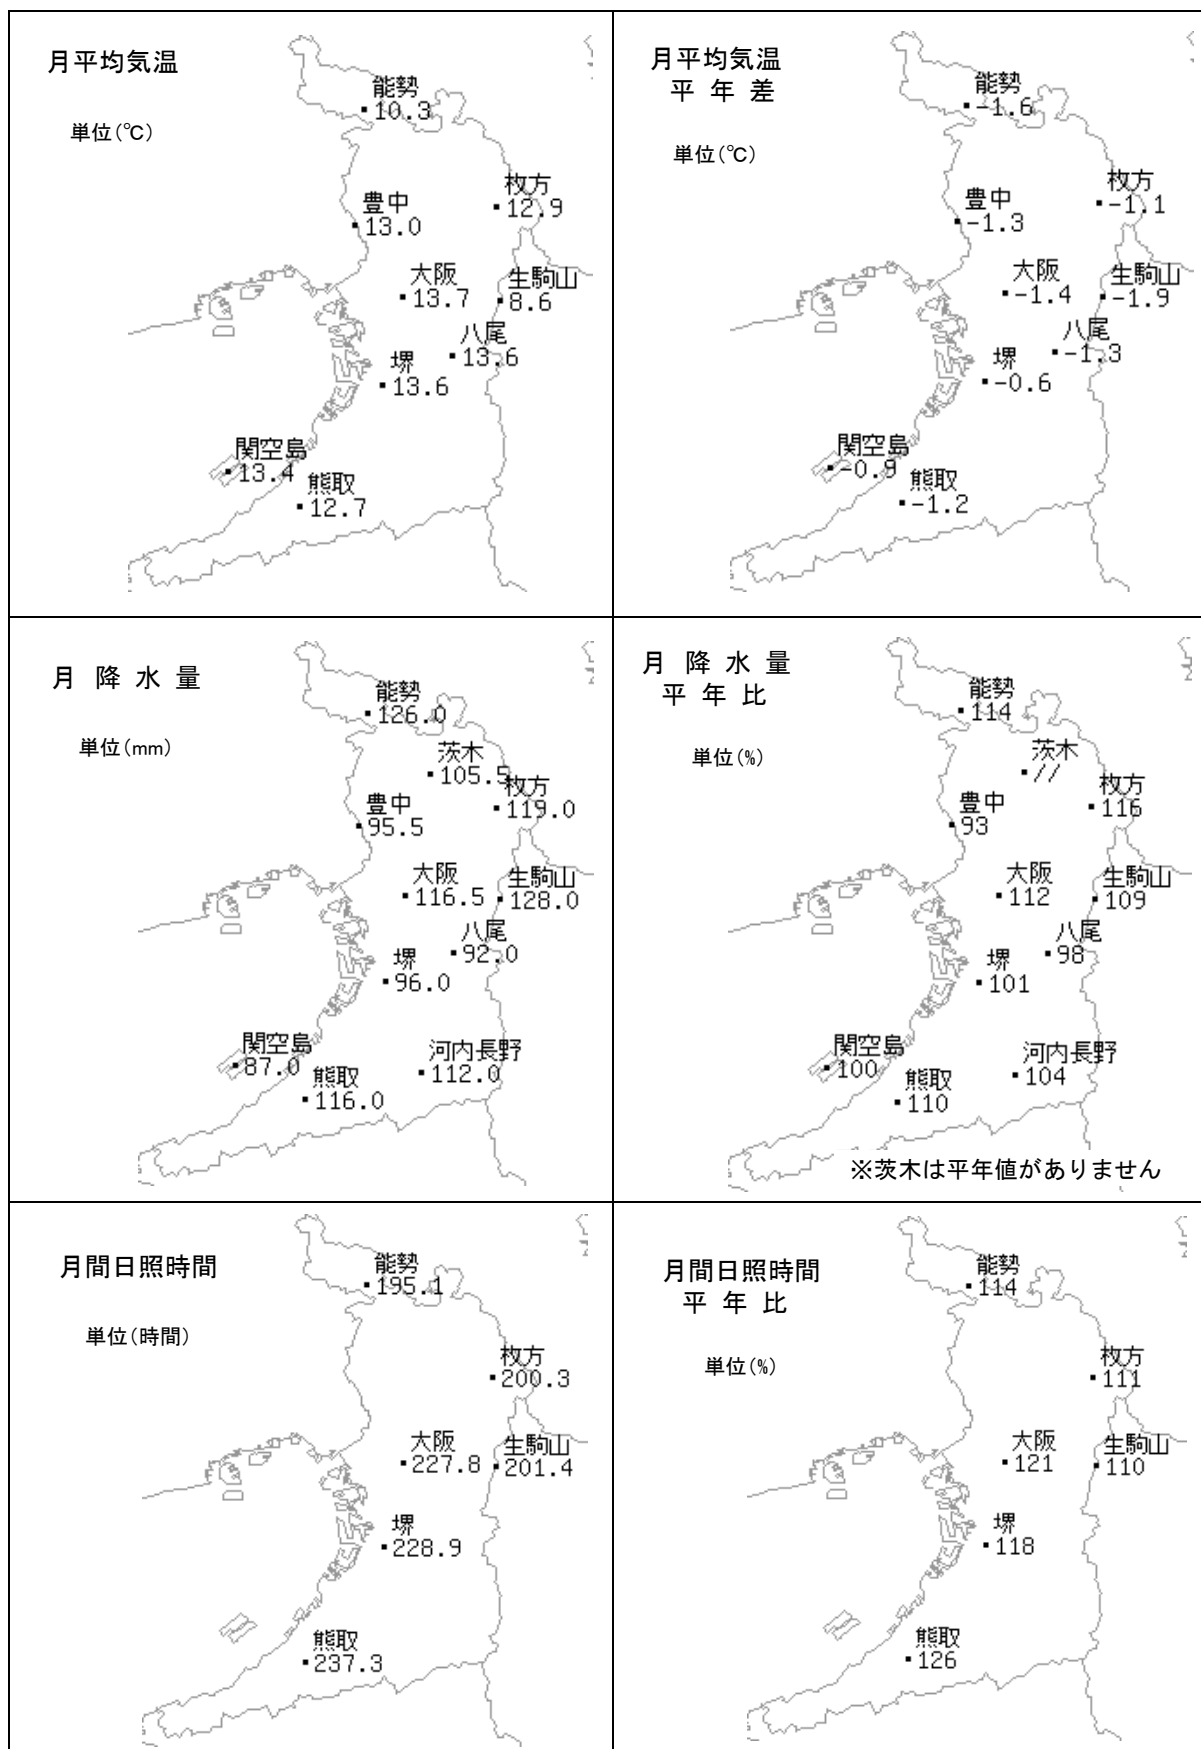 月平均気温
単位(℃)
能勢
10.3
枚方
12.9
豊中
13.0
大阪
13.7
生駒山
8.6
八尾
13.6
堺
13.6
関空島
13.4
熊取
12.7
月平均気温
平 年 差
単位(℃)
能勢
-1.6
枚方
-1.1
豊中
-1.3
大阪
-1.4
生駒山
-1.9
八尾
-1.3
堺
-0.6
関空島
-0.9
熊取
-1.2
月 降 水 量
単位(mm)
能勢
126.0
茨木
105.5
枚方
119.0
豊中
95.5
大阪
116.5
生駒山
128.0
八尾
92.0
堺
96.0
関空島
87.0
河内長野
112.0
熊取
116.0
月 降 水 量
平 年 比
単位(%)
能勢
114
茨木
//
枚方
116
豊中
93
大阪
112
生駒山
109
八尾
98
堺
101
関空島
100
河内長野
104
熊取
110
※茨木は平年値がありません
月間日照時間
単位(時間)
能勢
195.1
枚方
200.3
大阪
227.8
生駒山
201.4
堺
228.9
熊取
237.3
月間日照時間
平 年 比
単位(%)
能勢
114
枚方
111
大阪
121
生駒山
110
堺
118
熊取
126